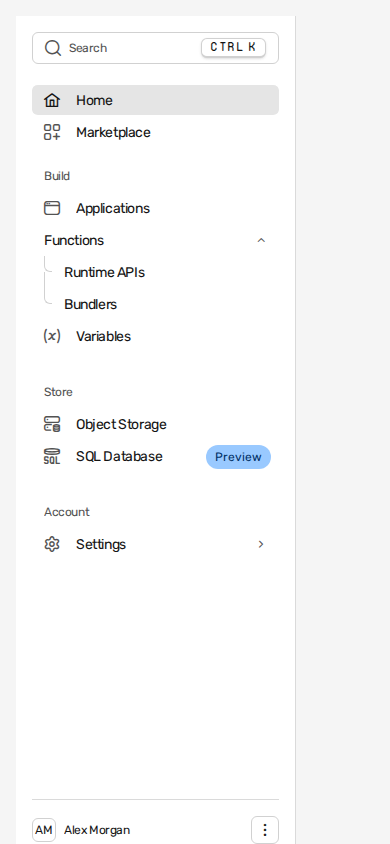 Search CTRL K
Home
Marketplace
Build
Applications
Functions
Runtime APIs
Bundlers
(x) Variables
Store
Object Storage
SQL SQL Database Preview
Account
Settings
AM Alex Morgan